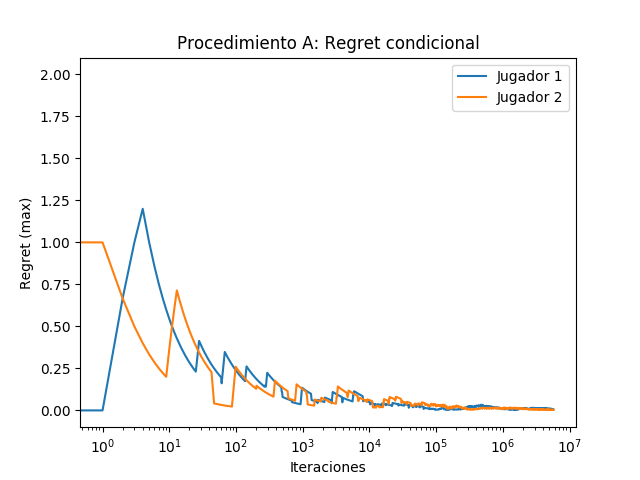 Procedimiento A: Regret condicional
Jugador 1
Jugador 2
Regret (max)
2.00
1.75
1.50
1.25
1.00
0.75
0.50
0.25
0.00
10⁰ 10¹ 10² 10³ 10⁴ 10⁵ 10⁶ 10⁷
Iteraciones